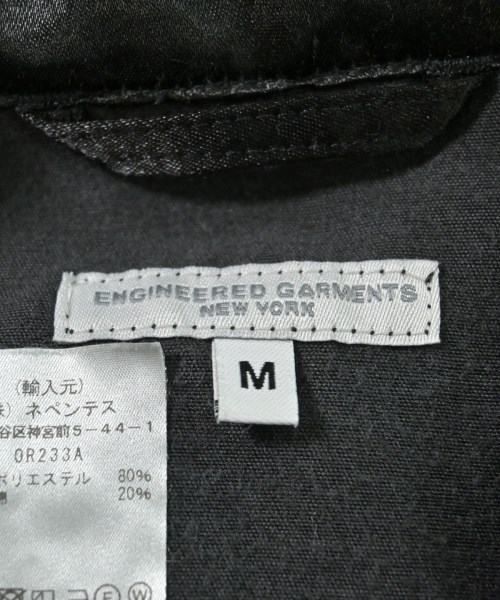 ENGINEERED GARMENTS
NEW YORK
M
(輸入元)
ネペンテス
谷区神宮前5-44-1
0R233A
ポリエステル 80%
20%